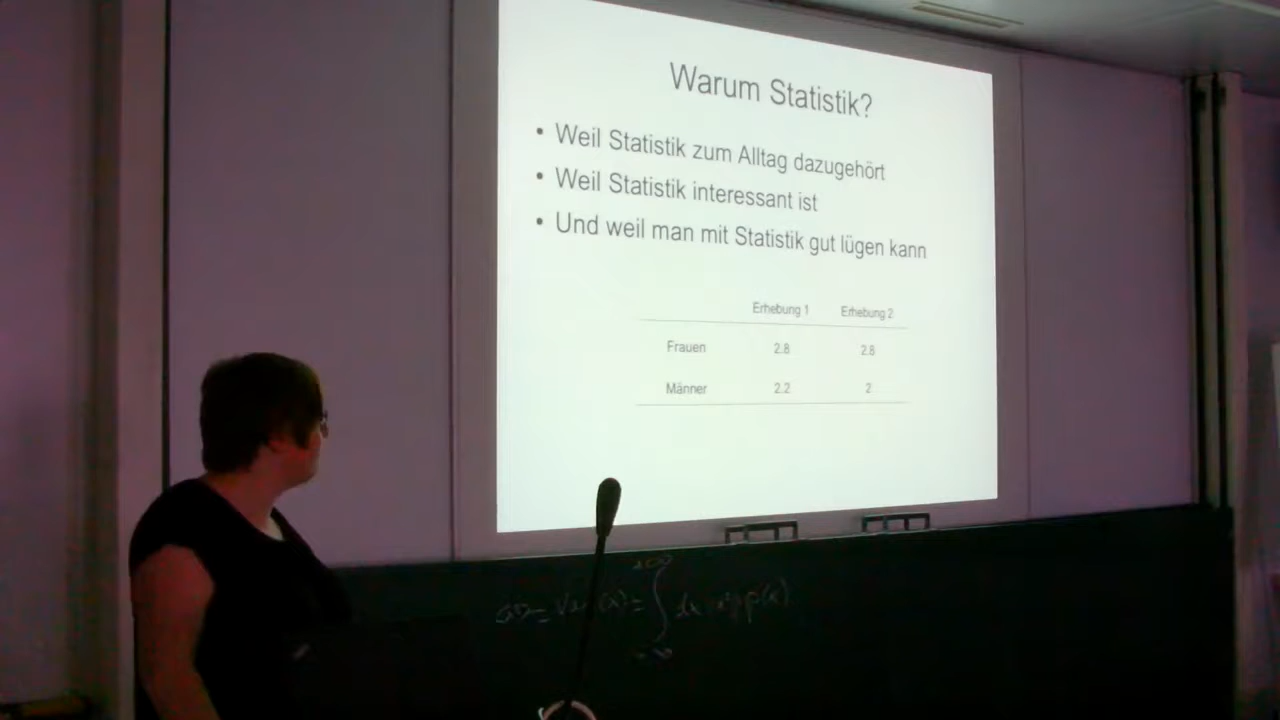 Warum Statistik?
• Weil Statistik zum Alltag dazugehört
• Weil Statistik interessant ist
• Und weil man mit Statistik gut lügen kann
Erhebung 1 Erhebung 2
Frauen 2.8 2.8
Männer 2.2 2